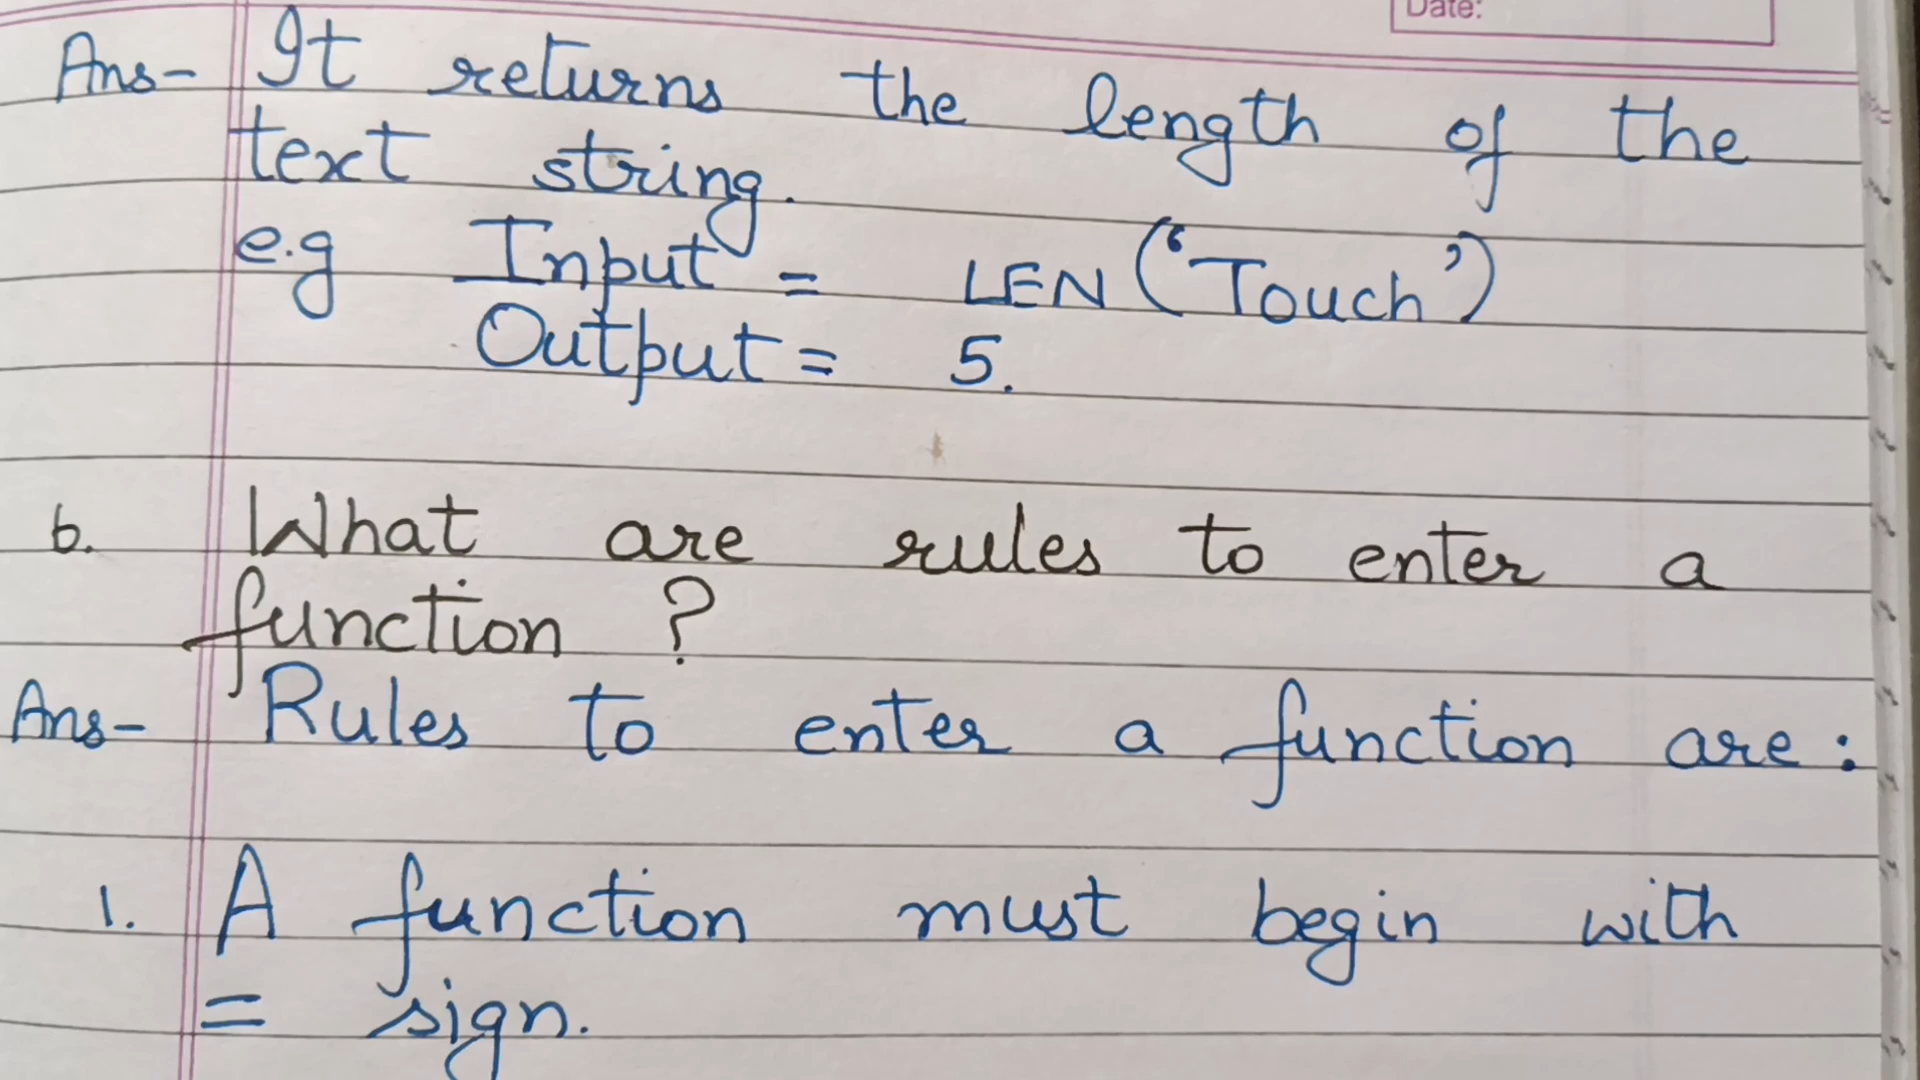 Date:
Ans- It returns the length of the
text string.
e.g Input = LEN ('Touch')
Output = 5.
b. What are rules to enter a
function ?
Ans- Rules to enter a function are :
1. A function must begin with
= sign.